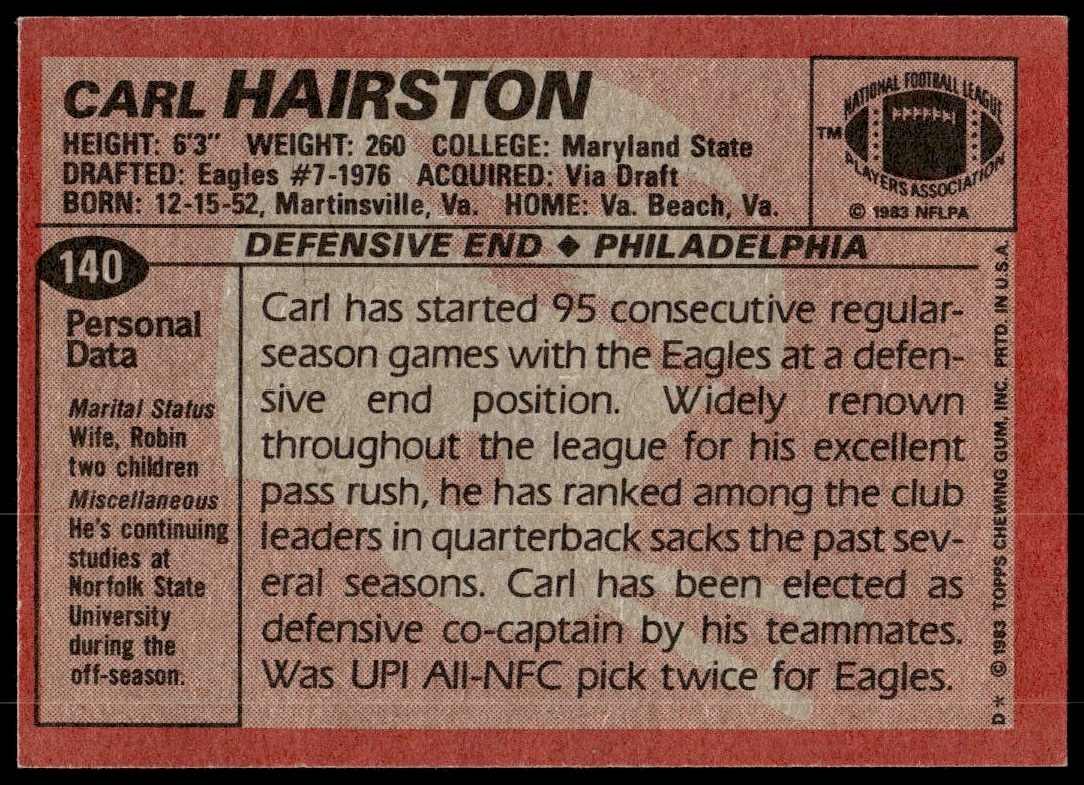 CARL HAIRSTON
HEIGHT: 6'3" WEIGHT: 260 COLLEGE: Maryland State
DRAFTED: Eagles #7-1976 ACQUIRED: Via Draft
BORN: 12-15-52, Martinsville, Va. HOME: Va. Beach, Va.
NATIONAL FOOTBALL LEAGUE
TM
PLAYERS ASSOCIATION
© 1983 NFLPA
DEFENSIVE END ◆ PHILADELPHIA
140
Personal
Data
Marital Status
Wife, Robin
two children
Miscellaneous
He's continuing
studies at
Norfolk State
University
during the
off-season.
Carl has started 95 consecutive regular-
season games with the Eagles at a defen-
sive end position. Widely renown
throughout the league for his excellent
pass rush, he has ranked among the club
leaders in quarterback sacks the past sev-
eral seasons. Carl has been elected as
defensive co-captain by his teammates.
Was UPI All-NFC pick twice for Eagles.
D* © 1983 TOPPS CHEWING GUM, INC. PRTD. IN U.S.A.